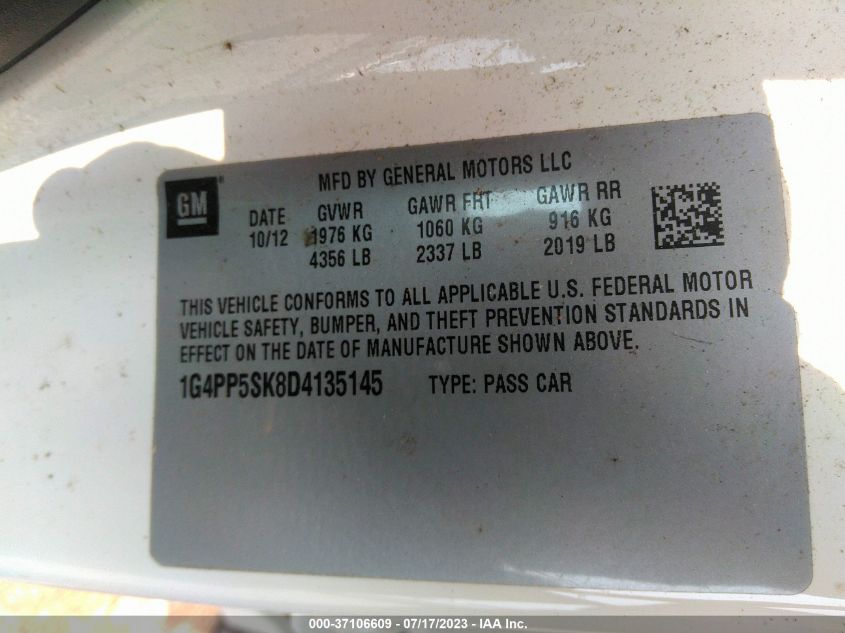 GM
MFD BY GENERAL MOTORS LLC
DATE GVWR GAWR FRT GAWR RR
10/12 1976 KG 1060 KG 916 KG
4356 LB 2337 LB 2019 LB
THIS VEHICLE CONFORMS TO ALL APPLICABLE U.S. FEDERAL MOTOR
VEHICLE SAFETY, BUMPER, AND THEFT PREVENTION STANDARDS IN
EFFECT ON THE DATE OF MANUFACTURE SHOWN ABOVE.
1G4PP5SK8D4135145 TYPE: PASS CAR
000-37106609 - 07/17/2023 - IAA Inc.